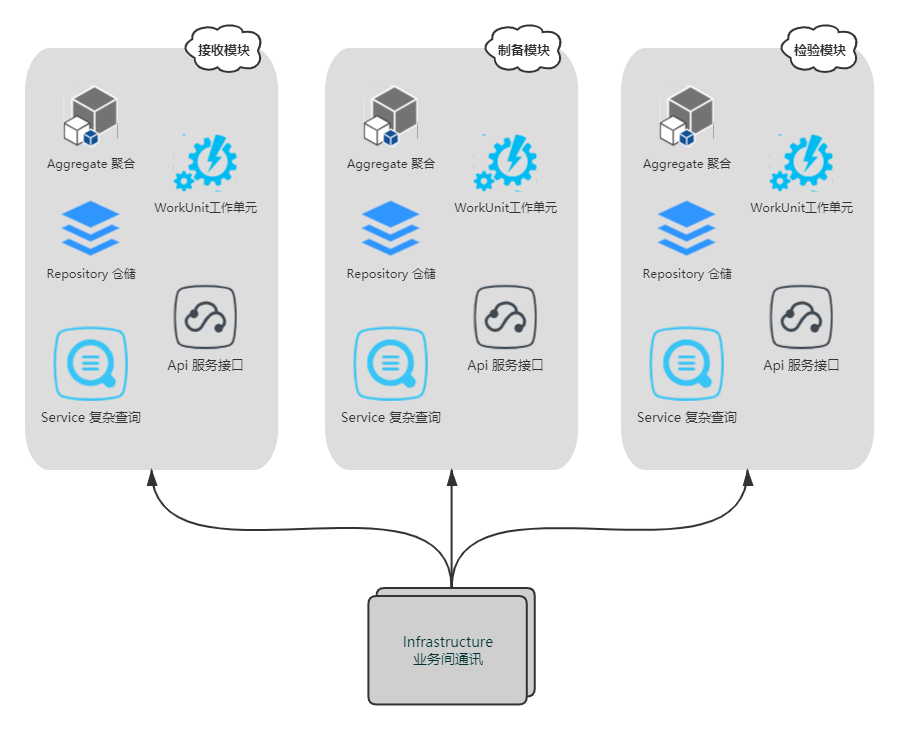 接收模块
Aggregate 聚合
WorkUnit工作单元
Repository 仓储
Api 服务接口
Service 复杂查询
制备模块
Aggregate 聚合
WorkUnit工作单元
Repository 仓储
Api 服务接口
Service 复杂查询
检验模块
Aggregate 聚合
WorkUnit工作单元
Repository 仓储
Api 服务接口
Service 复杂查询
Infrastructure
业务间通讯